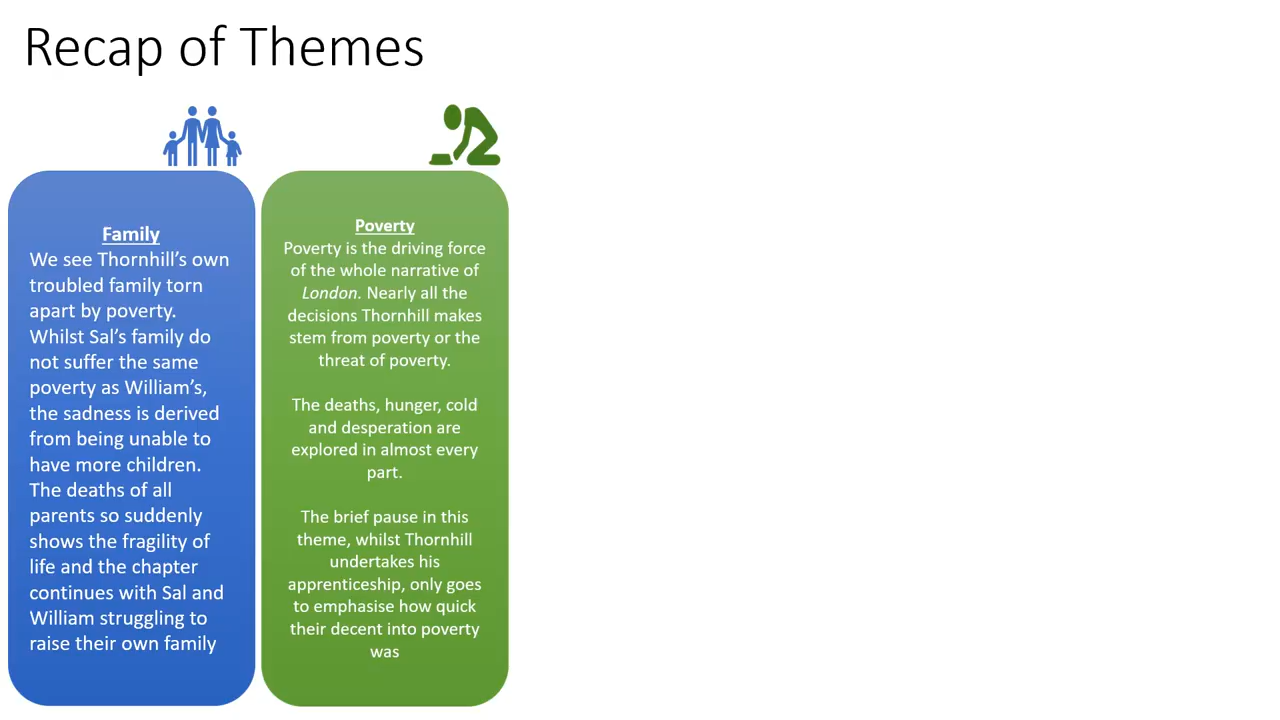 Recap of Themes
Family
We see Thornhill’s own
troubled family torn
apart by poverty.
Whilst Sal’s family do
not suffer the same
poverty as William’s,
the sadness is derived
from being unable to
have more children.
The deaths of all
parents so suddenly
shows the fragility of
life and the chapter
continues with Sal and
William struggling to
raise their own family
Poverty
Poverty is the driving force
of the whole narrative of
London. Nearly all the
decisions Thornhill makes
stem from poverty or the
threat of poverty.
The deaths, hunger, cold
and desperation are
explored in almost every
part.
The brief pause in this
theme, whilst Thornhill
undertakes his
apprenticeship, only goes
to emphasise how quick
their decent into poverty
was